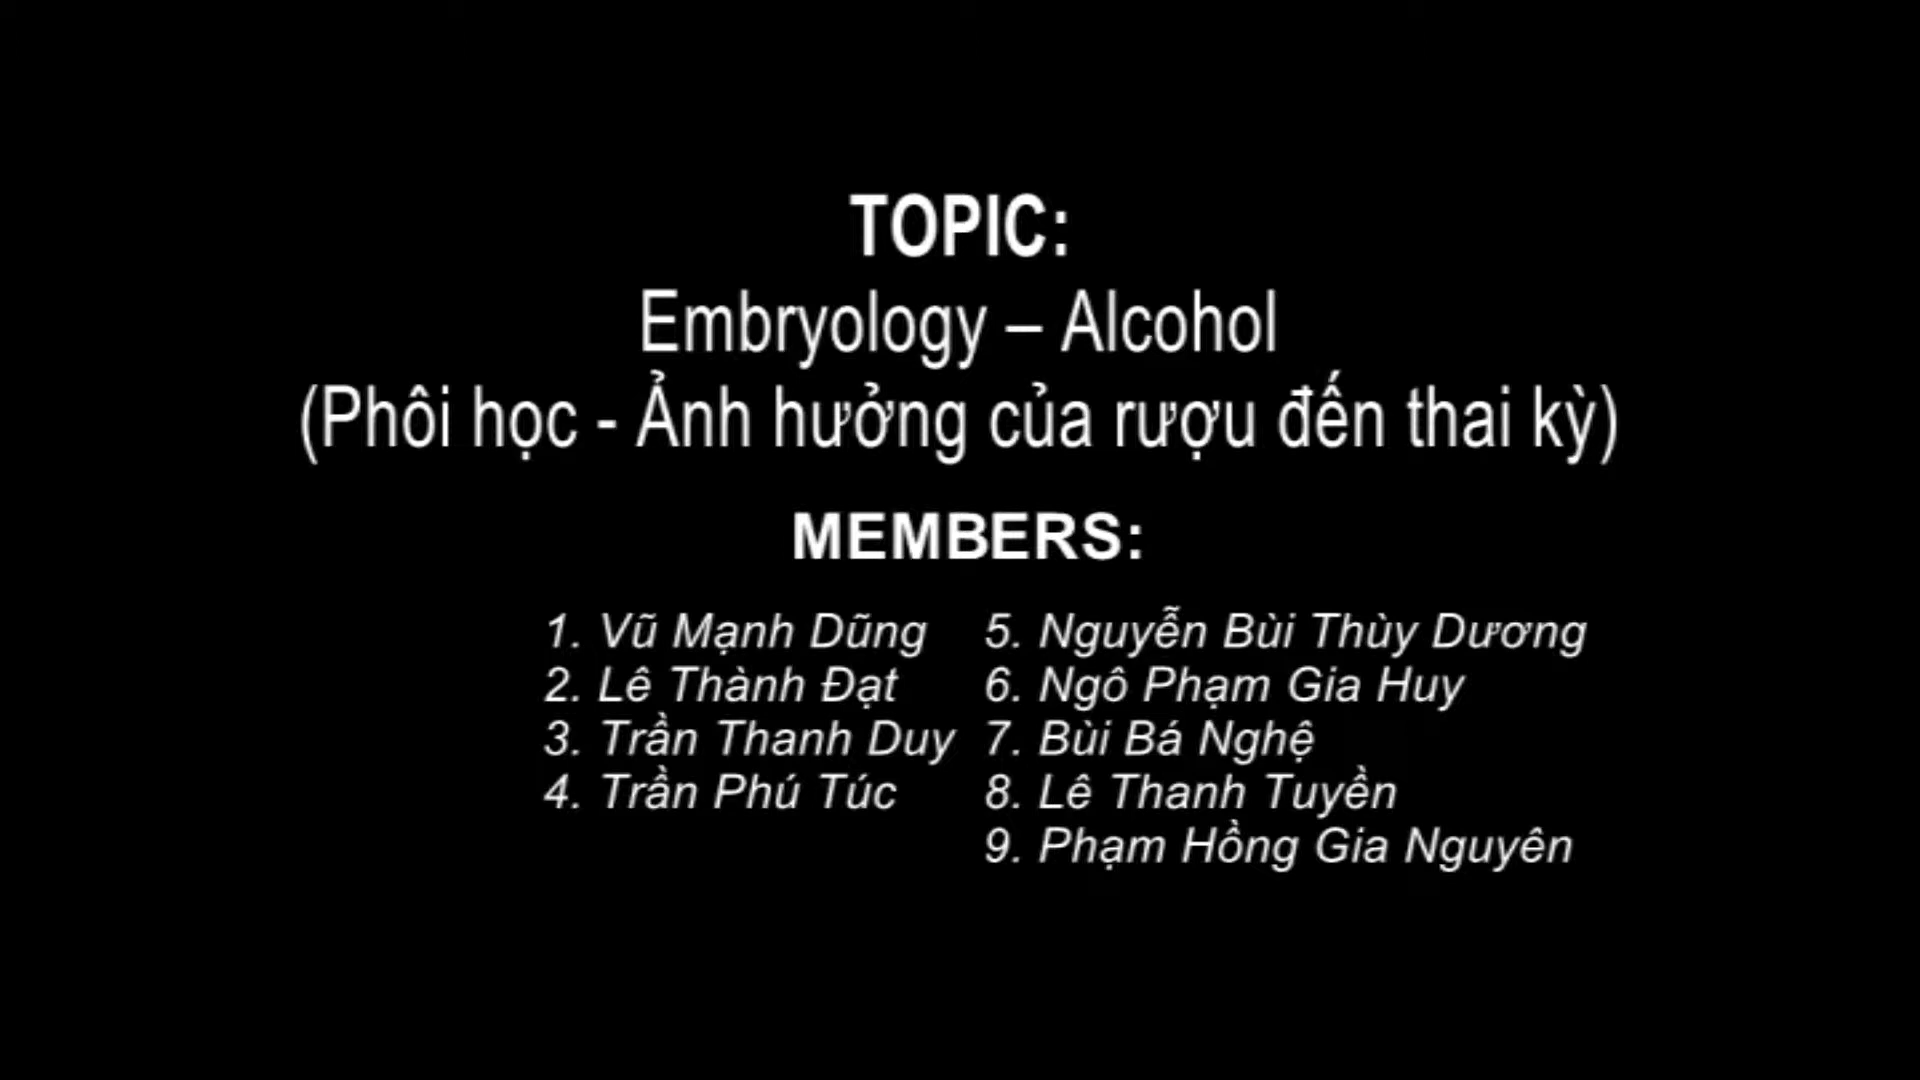 TOPIC:
Embryology – Alcohol
(Phôi học - Ảnh hưởng của rượu đến thai kỳ)
MEMBERS:
1. Vũ Mạnh Dũng
2. Lê Thành Đạt
3. Trần Thanh Duy
4. Trần Phú Túc
5. Nguyễn Bùi Thùy Dương
6. Ngô Phạm Gia Huy
7. Bùi Bá Nghệ
8. Lê Thanh Tuyền
9. Phạm Hồng Gia Nguyên